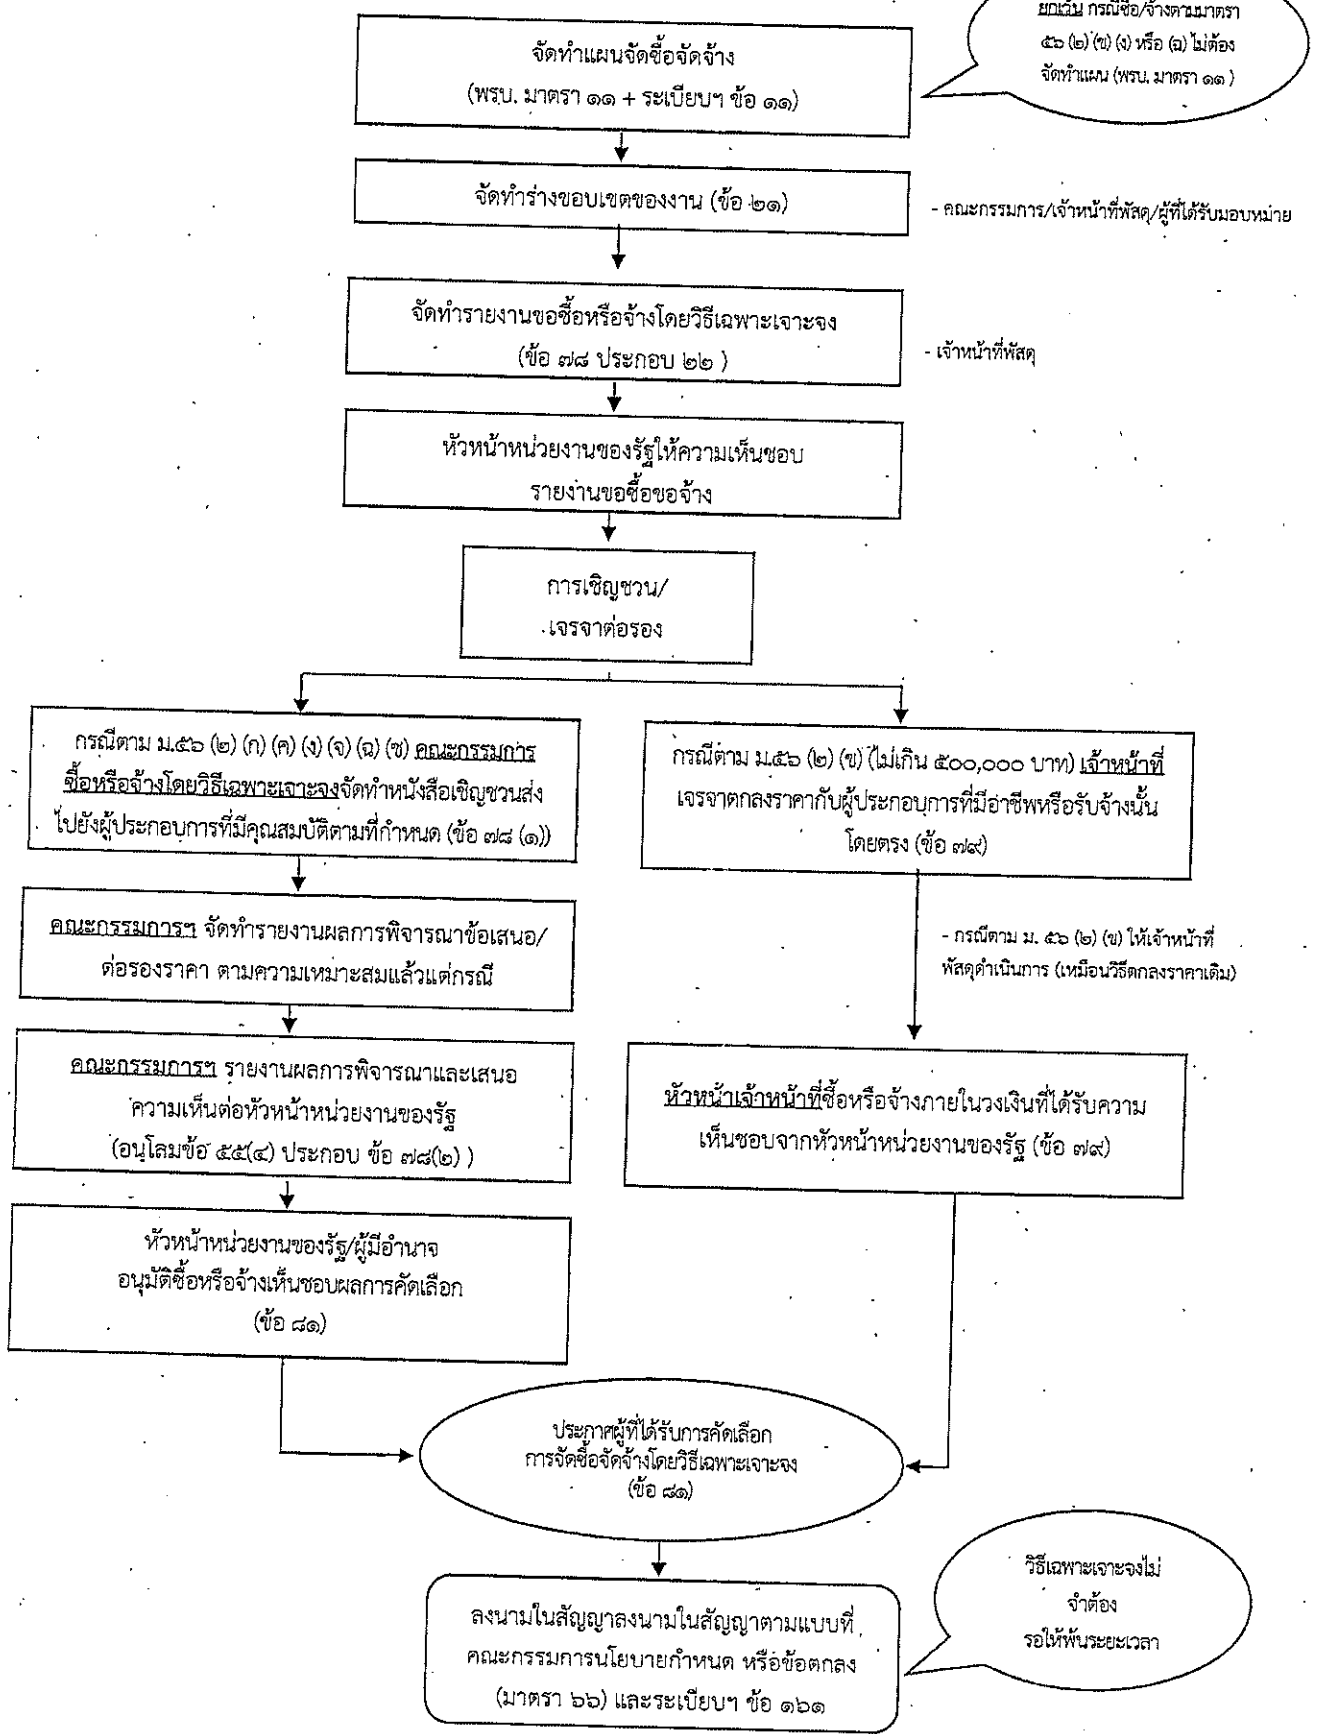 ยกเว้น กรณีซื้อ/จ้างตามมาตรา
๕๖ (๒) (ข) (ง) หรือ (ฉ) ไม่ต้อง
จัดทำแผน (พรบ. มาตรา ๑๑ )
จัดทำแผนจัดซื้อจัดจ้าง
(พรบ. มาตรา ๑๑ + ระเบียบฯ ข้อ ๑๑)
จัดทำร่างขอบเขตของงาน (ข้อ ๒๑)
- คณะกรรมการ/เจ้าหน้าที่พัสดุ/ผู้ที่ได้รับมอบหมาย
จัดทำรายงานขอซื้อหรือจ้างโดยวิธีเฉพาะเจาะจง
(ข้อ ๗๘ ประกอบ ๒๒ )
- เจ้าหน้าที่พัสดุ
หัวหน้าหน่วยงานของรัฐให้ความเห็นชอบ
รายงานขอซื้อขอจ้าง
การเชิญชวน/
เจรจาต่อรอง
กรณีตาม ม.๕๖ (๒) (ก) (ค) (ง) (จ) (ฉ) (ช) คณะกรรมการ
ซื้อหรือจ้างโดยวิธีเฉพาะเจาะจงจัดทำหนังสือเชิญชวนส่ง
ไปยังผู้ประกอบการที่มีคุณสมบัติตามที่กำหนด (ข้อ ๗๘ (๑))
กรณีตาม ม.๕๖ (๒) (ข) (ไม่เกิน ๕๐๐,๐๐๐ บาท) เจ้าหน้าที่
เจรจาตกลงราคากับผู้ประกอบการที่มีอาชีพหรือรับจ้างนั้น
โดยตรง (ข้อ ๗๙)
คณะกรรมการฯ จัดทำรายงานผลการพิจารณาข้อเสนอ/
ต่อรองราคา ตามความเหมาะสมแล้วแต่กรณี
- กรณีตาม ม. ๕๖ (๒) (ข) ให้เจ้าหน้าที่
พัสดุดำเนินการ (เหมือนวิธีตกลงราคาเดิม)
คณะกรรมการฯ รายงานผลการพิจารณาและเสนอ
ความเห็นต่อหัวหน้าหน่วยงานของรัฐ
(อนุโลมข้อ ๕๕(๔) ประกอบ ข้อ ๗๘(๒) )
หัวหน้าเจ้าหน้าที่ซื้อหรือจ้างภายในวงเงินที่ได้รับความ
เห็นชอบจากหัวหน้าหน่วยงานของรัฐ (ข้อ ๗๙)
หัวหน้าหน่วยงานของรัฐ/ผู้มีอำนาจ
อนุมัติซื้อหรือจ้างเห็นชอบผลการคัดเลือก
(ข้อ ๘๑)
ประกาศผู้ที่ได้รับการคัดเลือก
การจัดซื้อจัดจ้างโดยวิธีเฉพาะเจาะจง
(ข้อ ๘๑)
วิธีเฉพาะเจาะจงไม่
จำต้อง
รอให้พ้นระยะเวลา
ลงนามในสัญญาลงนามในสัญญาตามแบบที่
คณะกรรมการนโยบายกำหนด หรือข้อตกลง
(มาตรา ๖๖) และระเบียบฯ ข้อ ๑๖๑